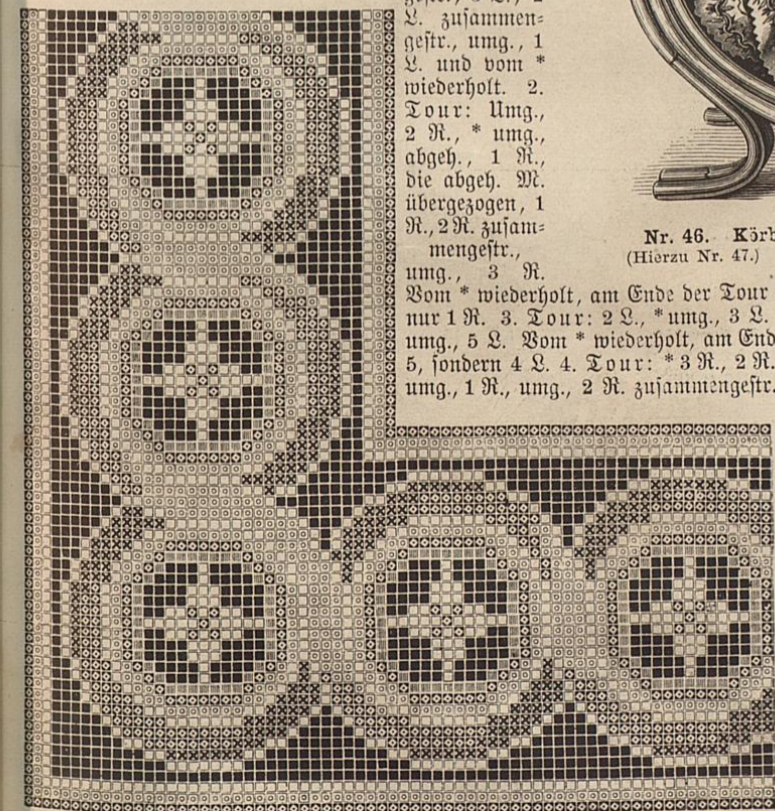 L. zusammen=
gestr., umg., 1
L. und vom *
wiederholt. 2.
Tour: Umg.,
2 R., * umg.,
abgeh., 1 R.,
die abgeh. M.
übergezogen, 1
R., 2 R. zusam=
mengestr.,
umg., 3 R.
Vom * wiederholt, am Ende der Tour
nur 1 R. 3. Tour: 2 L., * umg., 3 L.
umg., 5 L. Vom * wiederholt, am End
5, sondern 4 L. 4. Tour: * 3 R., 2 R.
umg., 1 R., umg., 2 R. zusammengestr.
Nr. 46. Körb
(Hierzu Nr. 47.)